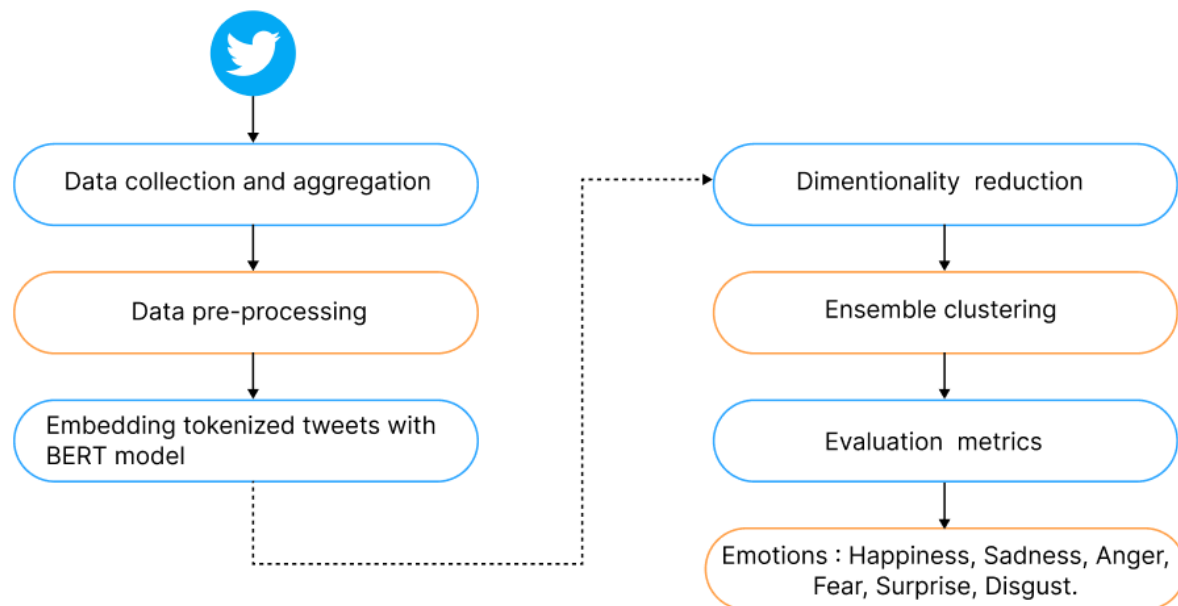 Data collection and aggregation
Data pre-processing
Embedding tokenized tweets with
BERT model
Dimentionality reduction
Ensemble clustering
Evaluation metrics
Emotions : Happiness, Sadness, Anger,
Fear, Surprise, Disgust.